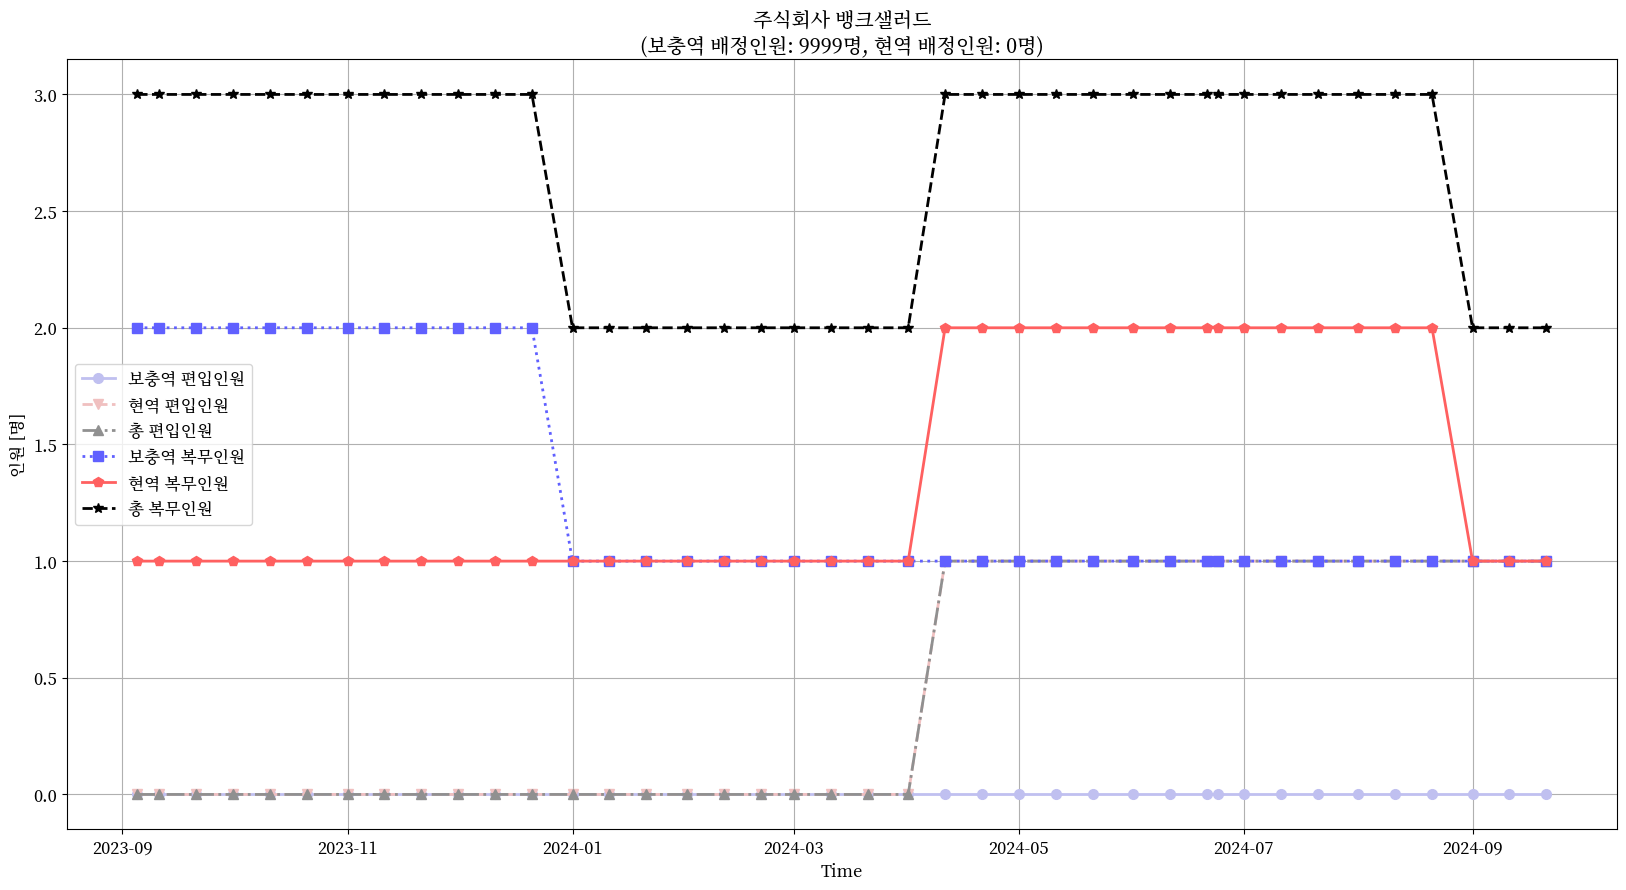 주식회사 뱅크샐러드
(보충역 배정인원: 9999명, 현역 배정인원: 0명)
인원 [명]
3.0
2.5
2.0
1.5
1.0
0.5
0.0
보충역 편입인원
현역 편입인원
총 편입인원
보충역 복무인원
현역 복무인원
총 복무인원
2023-09 2023-11 2024-01 2024-03 2024-05 2024-07 2024-09
Time